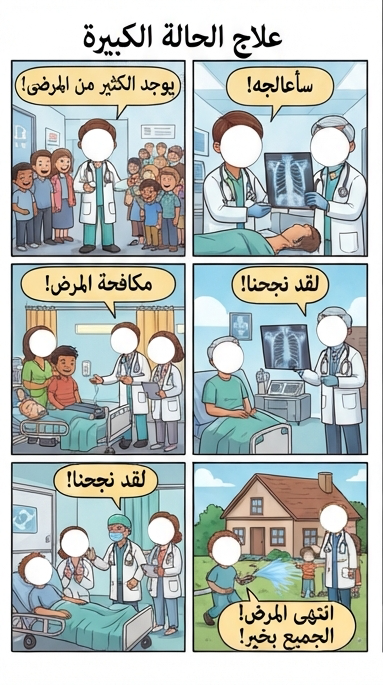 علاج الحالة الكبيرة
يوجد الكثير من المرضى!
سأعالجه!
مكافحة المرض!
لقد نجحنا!
لقد نجحنا!
انتهى المرض!
الجميع بخير!